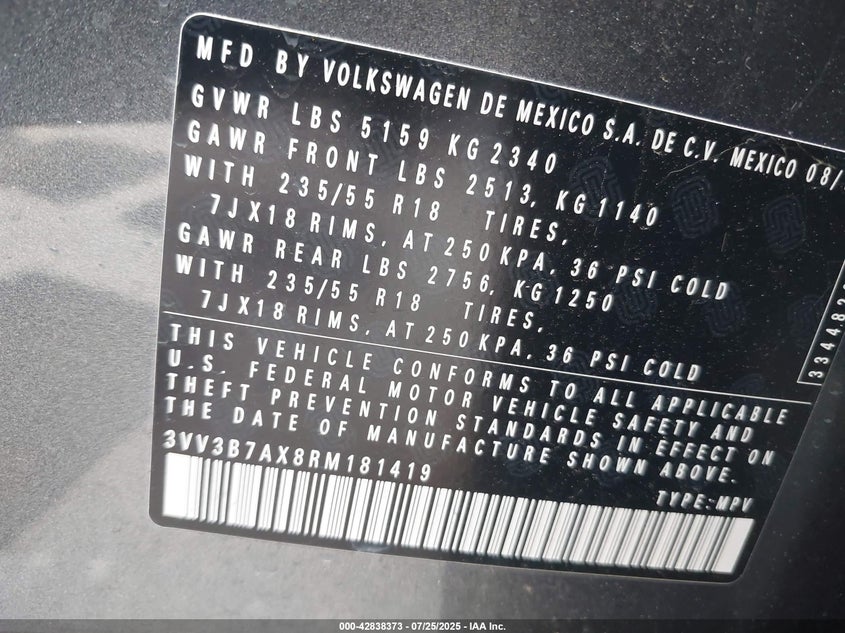 MFD BY VOLKSWAGEN DE MEXICO S.A. DE C.V. MEXICO 08/
GVWR LBS 5159 KG 2340
GAWR FRONT LBS 2513, KG 1140
WITH 235/55 R18 TIRES,
7JX18 RIMS, AT 250 KPA, 36 PSI COLD
GAWR REAR LBS 2756, KG 1250
WITH 235/55 R18 TIRES,
7JX18 RIMS, AT 250 KPA, 36 PSI COLD
THIS VEHICLE CONFORMS TO ALL APPLICABLE
U.S. FEDERAL MOTOR VEHICLE SAFETY AND
THEFT PREVENTION STANDARDS IN EFFECT ON
THE DATE OF MANUFACTURE SHOWN ABOVE.
3VV3B7AX8RM181419
TYPE:MPV
334482
000-42838373 - 07/25/2025 - IAA Inc.